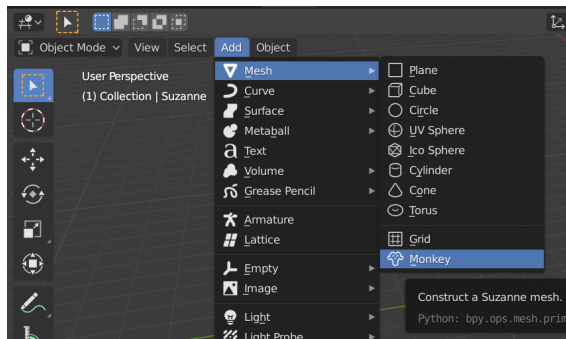 Object Mode View Select Add Object
User Perspective
(1) Collection | Suzanne
Mesh
Curve
Surface
Metaball
Text
Volume
Grease Pencil
Armature
Lattice
Empty
Image
Light
Light Probe
Plane
Cube
Circle
UV Sphere
Ico Sphere
Cylinder
Cone
Torus
Grid
Monkey
Construct a Suzanne mesh.
Python: bpy.ops.mesh.prim